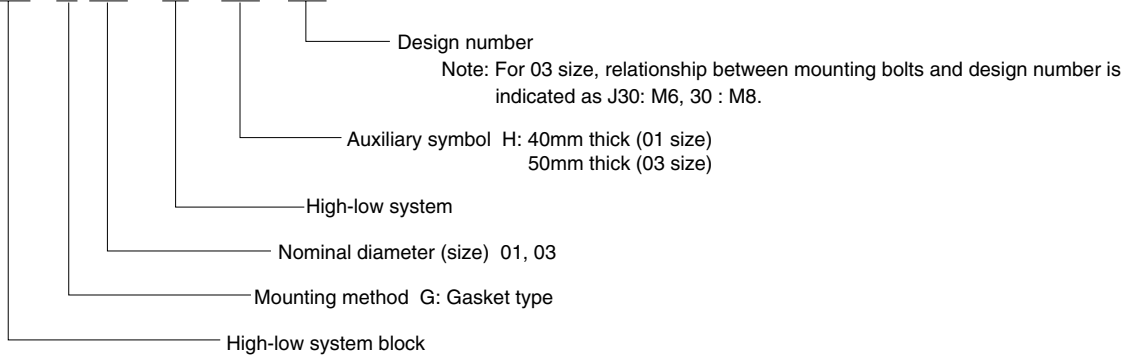 Design number
Note: For 03 size, relationship between mounting bolts and design number is
indicated as J30: M6, 30 : M8.
Auxiliary symbol H: 40mm thick (01 size)
50mm thick (03 size)
High-low system
Nominal diameter (size) 01, 03
Mounting method G: Gasket type
High-low system block